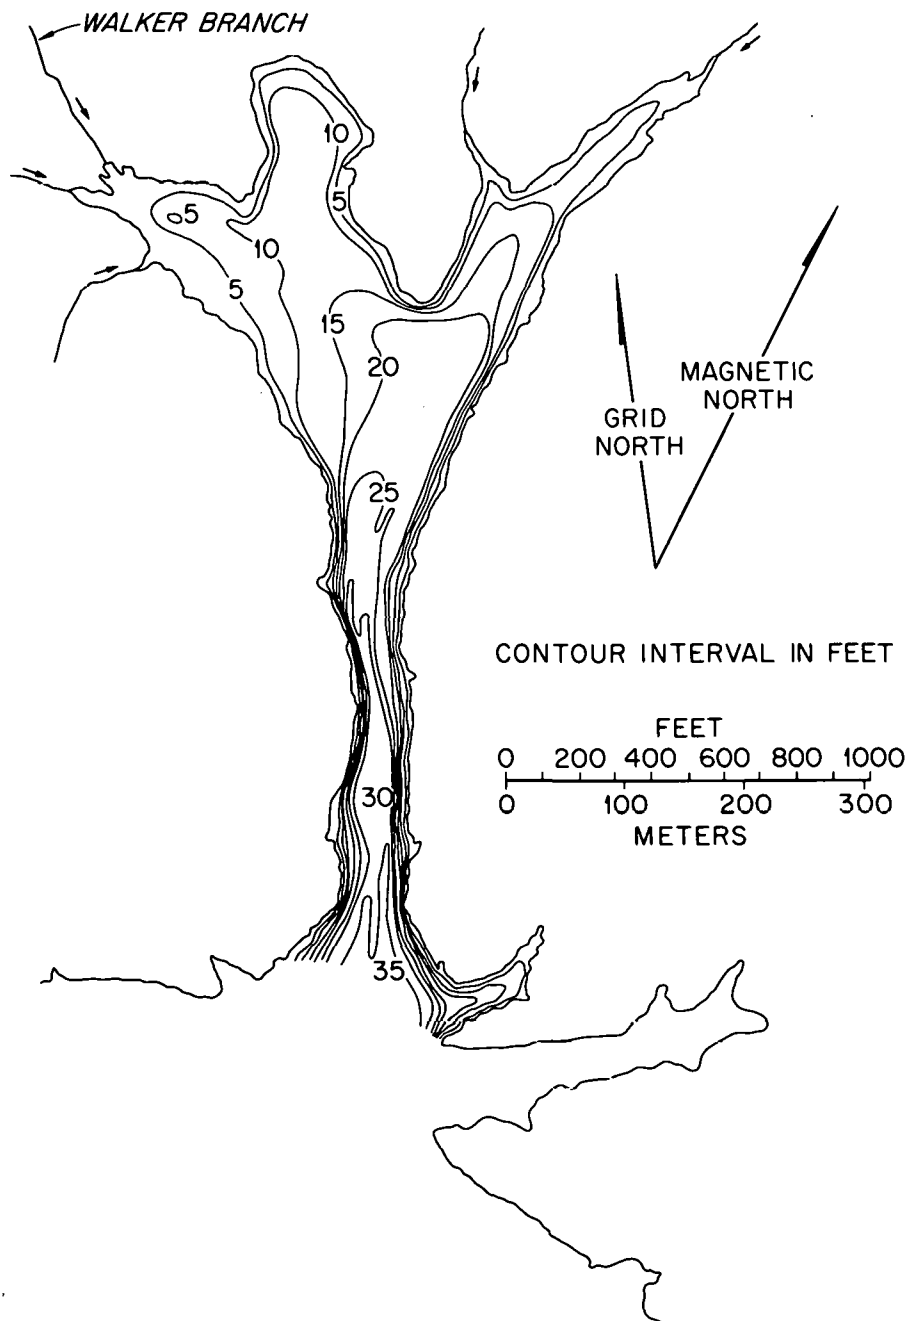 WALKER BRANCH
10
5
5
10
5
15
20
MAGNETIC
NORTH
GRID
NORTH
25
CONTOUR INTERVAL IN FEET
FEET
0 200 400 600 800 1000
30
0 100 200 300
METERS
35